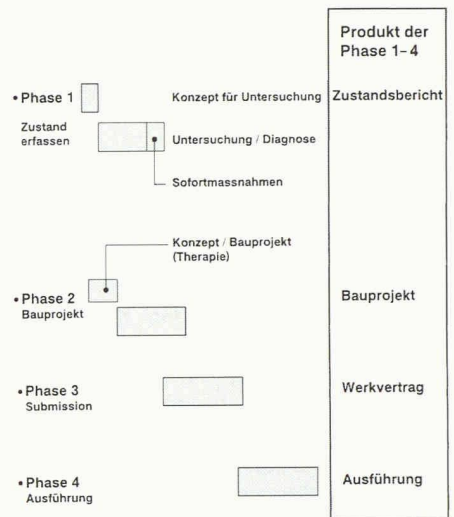 Produkt der
Phase 1–4
• Phase 1
Konzept für Untersuchung
Zustandsbericht
Zustand
erfassen
Untersuchung / Diagnose
Sofortmassnahmen
Konzept / Bauprojekt
(Therapie)
• Phase 2
Bauprojekt
Bauprojekt
• Phase 3
Submission
Werkvertrag
• Phase 4
Ausführung
Ausführung